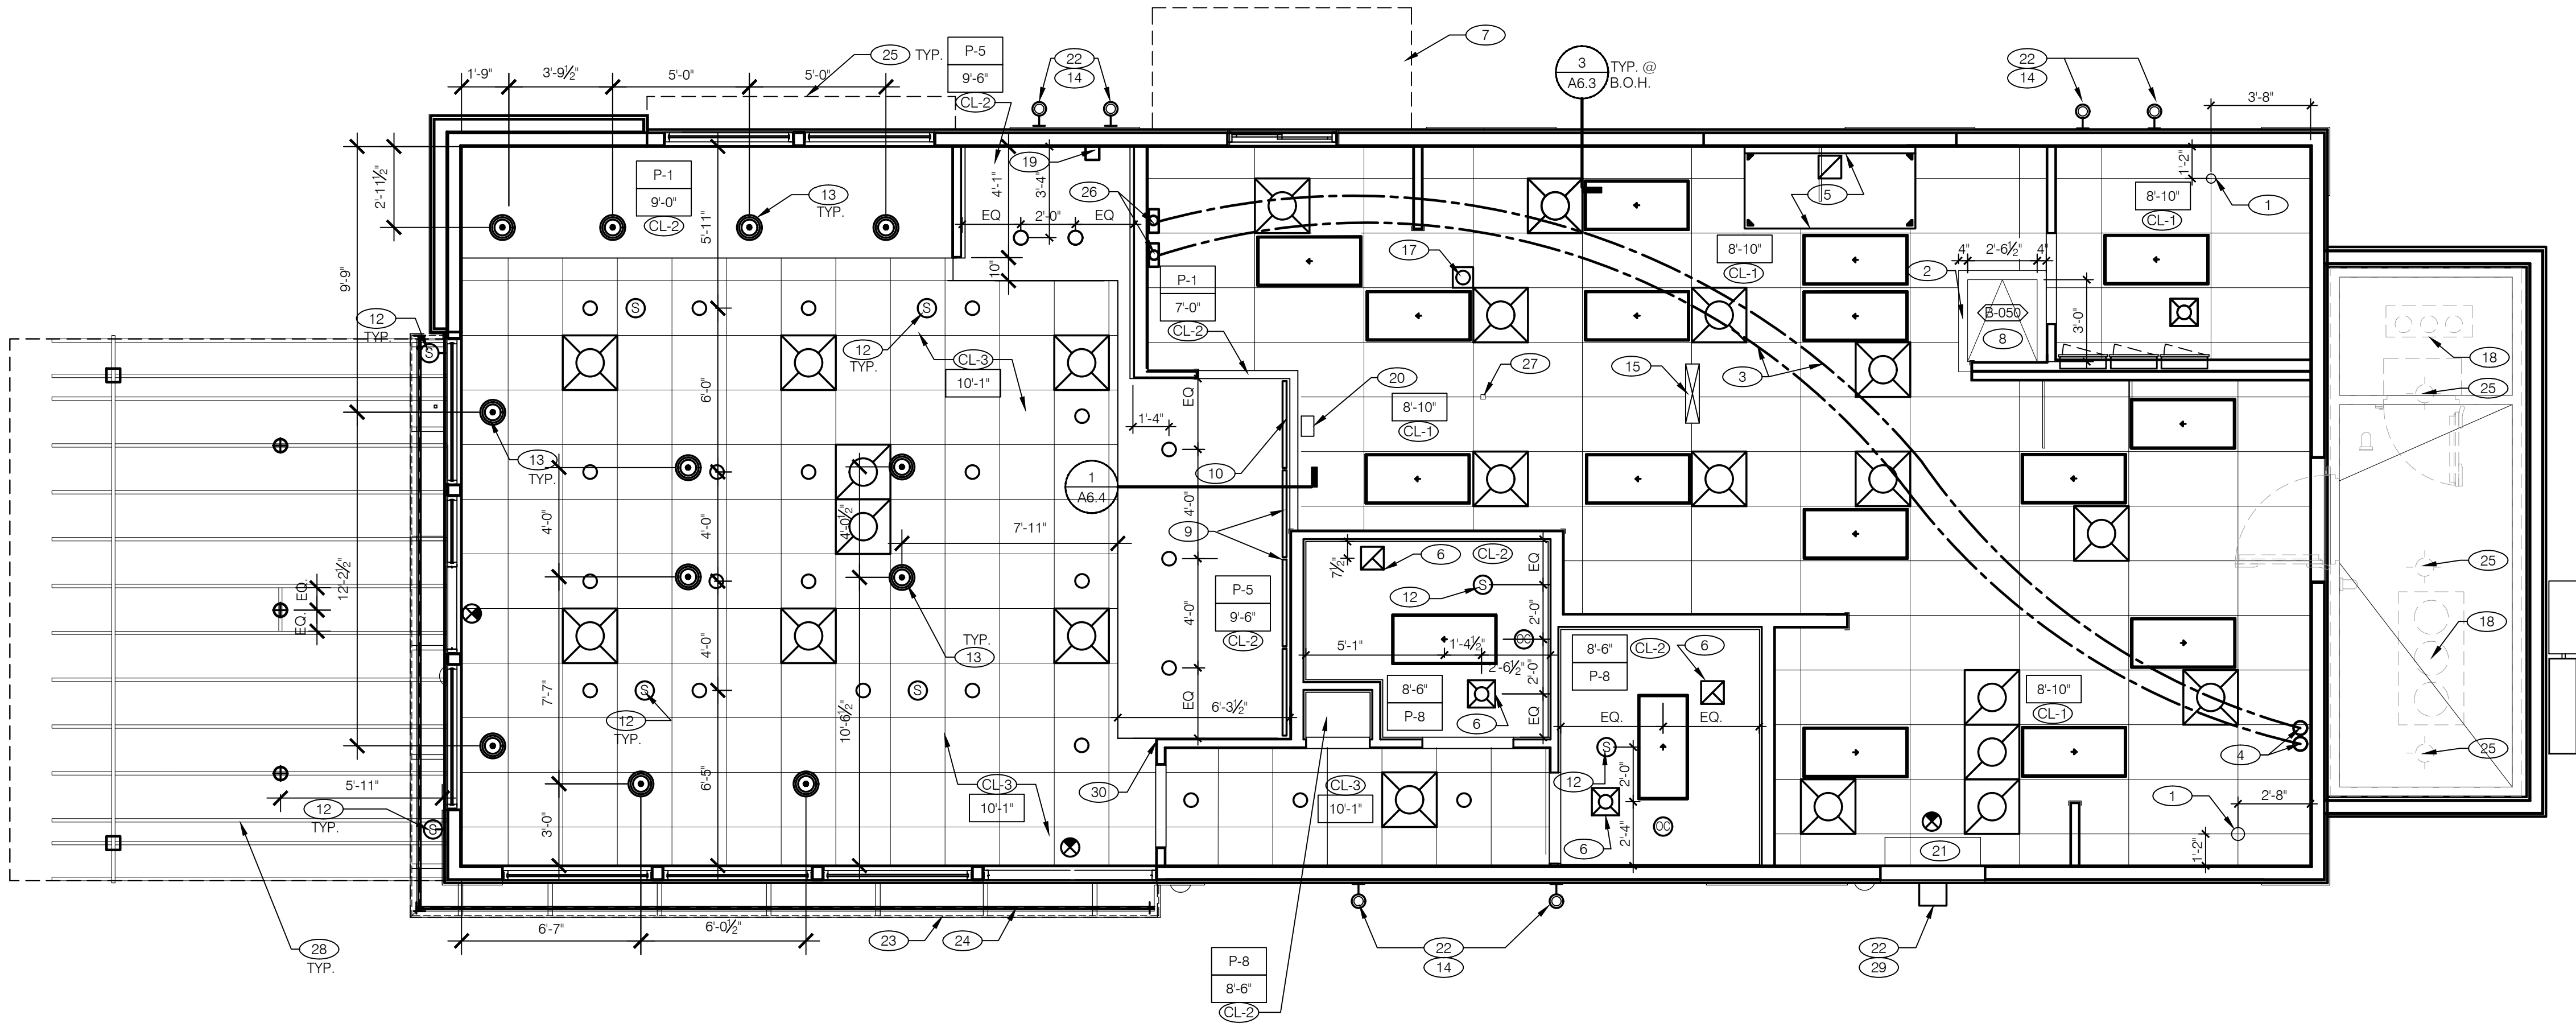 7
25 TYP.
P-5
9'-6"
CL-2
22
14
3
A6.3
TYP. @
B.O.H.
22
14
1'-9"
3'-9½"
5'-0"
5'-0"
3'-8"
2'-11½"
9'-9"
P-1
9'-0"
CL-2
13
TYP.
5'-11"
19
4'-1"
3'-4"
26
EQ
2'-0"
EQ
10"
5
1'-2"
8'-10"
CL-1
1
17
8'-10"
CL-1
4"
2'-6½"
4"
2
B-050
8
3'-0"
P-1
7'-0"
CL-2
12
TYP.
S
S
S
12
TYP.
CL-3
10'-1"
6'-0"
20
27
15
3
8'-10"
CL-1
18
25
EQ
1'-4"
13
TYP.
10
1
A6.4
4'-0"
4'-0"
4'-0½"
7'-11"
4'-0"
9
12'-2½"
EQ.
EQ.
7½"
6
CL-2
EQ
12
S
2'-0"
25
P-5
9'-6"
CL-2
4'-0"
4'-0"
TYP.
13
5'-1"
1'-4½"
OC
2'-6½"
2'-0"
8'-6"
P-8
CL-2
6
18
7'-7"
S
S
12
TYP.
10'-6½"
EQ
6'-3½"
8'-6"
P-8
6
EQ
EQ.
EQ.
8'-10"
CL-1
4
25
5'-11"
12
TYP.
S
6'-5"
3'-0"
CL-3
10'-1"
30
CL-3
10'-1"
S
12
2'-0"
2'-4"
6
OC
1
2'-8"
1'-2"
21
28
TYP.
6'-7"
6'-0½"
23
24
22
14
22
29
P-8
8'-6"
CL-2